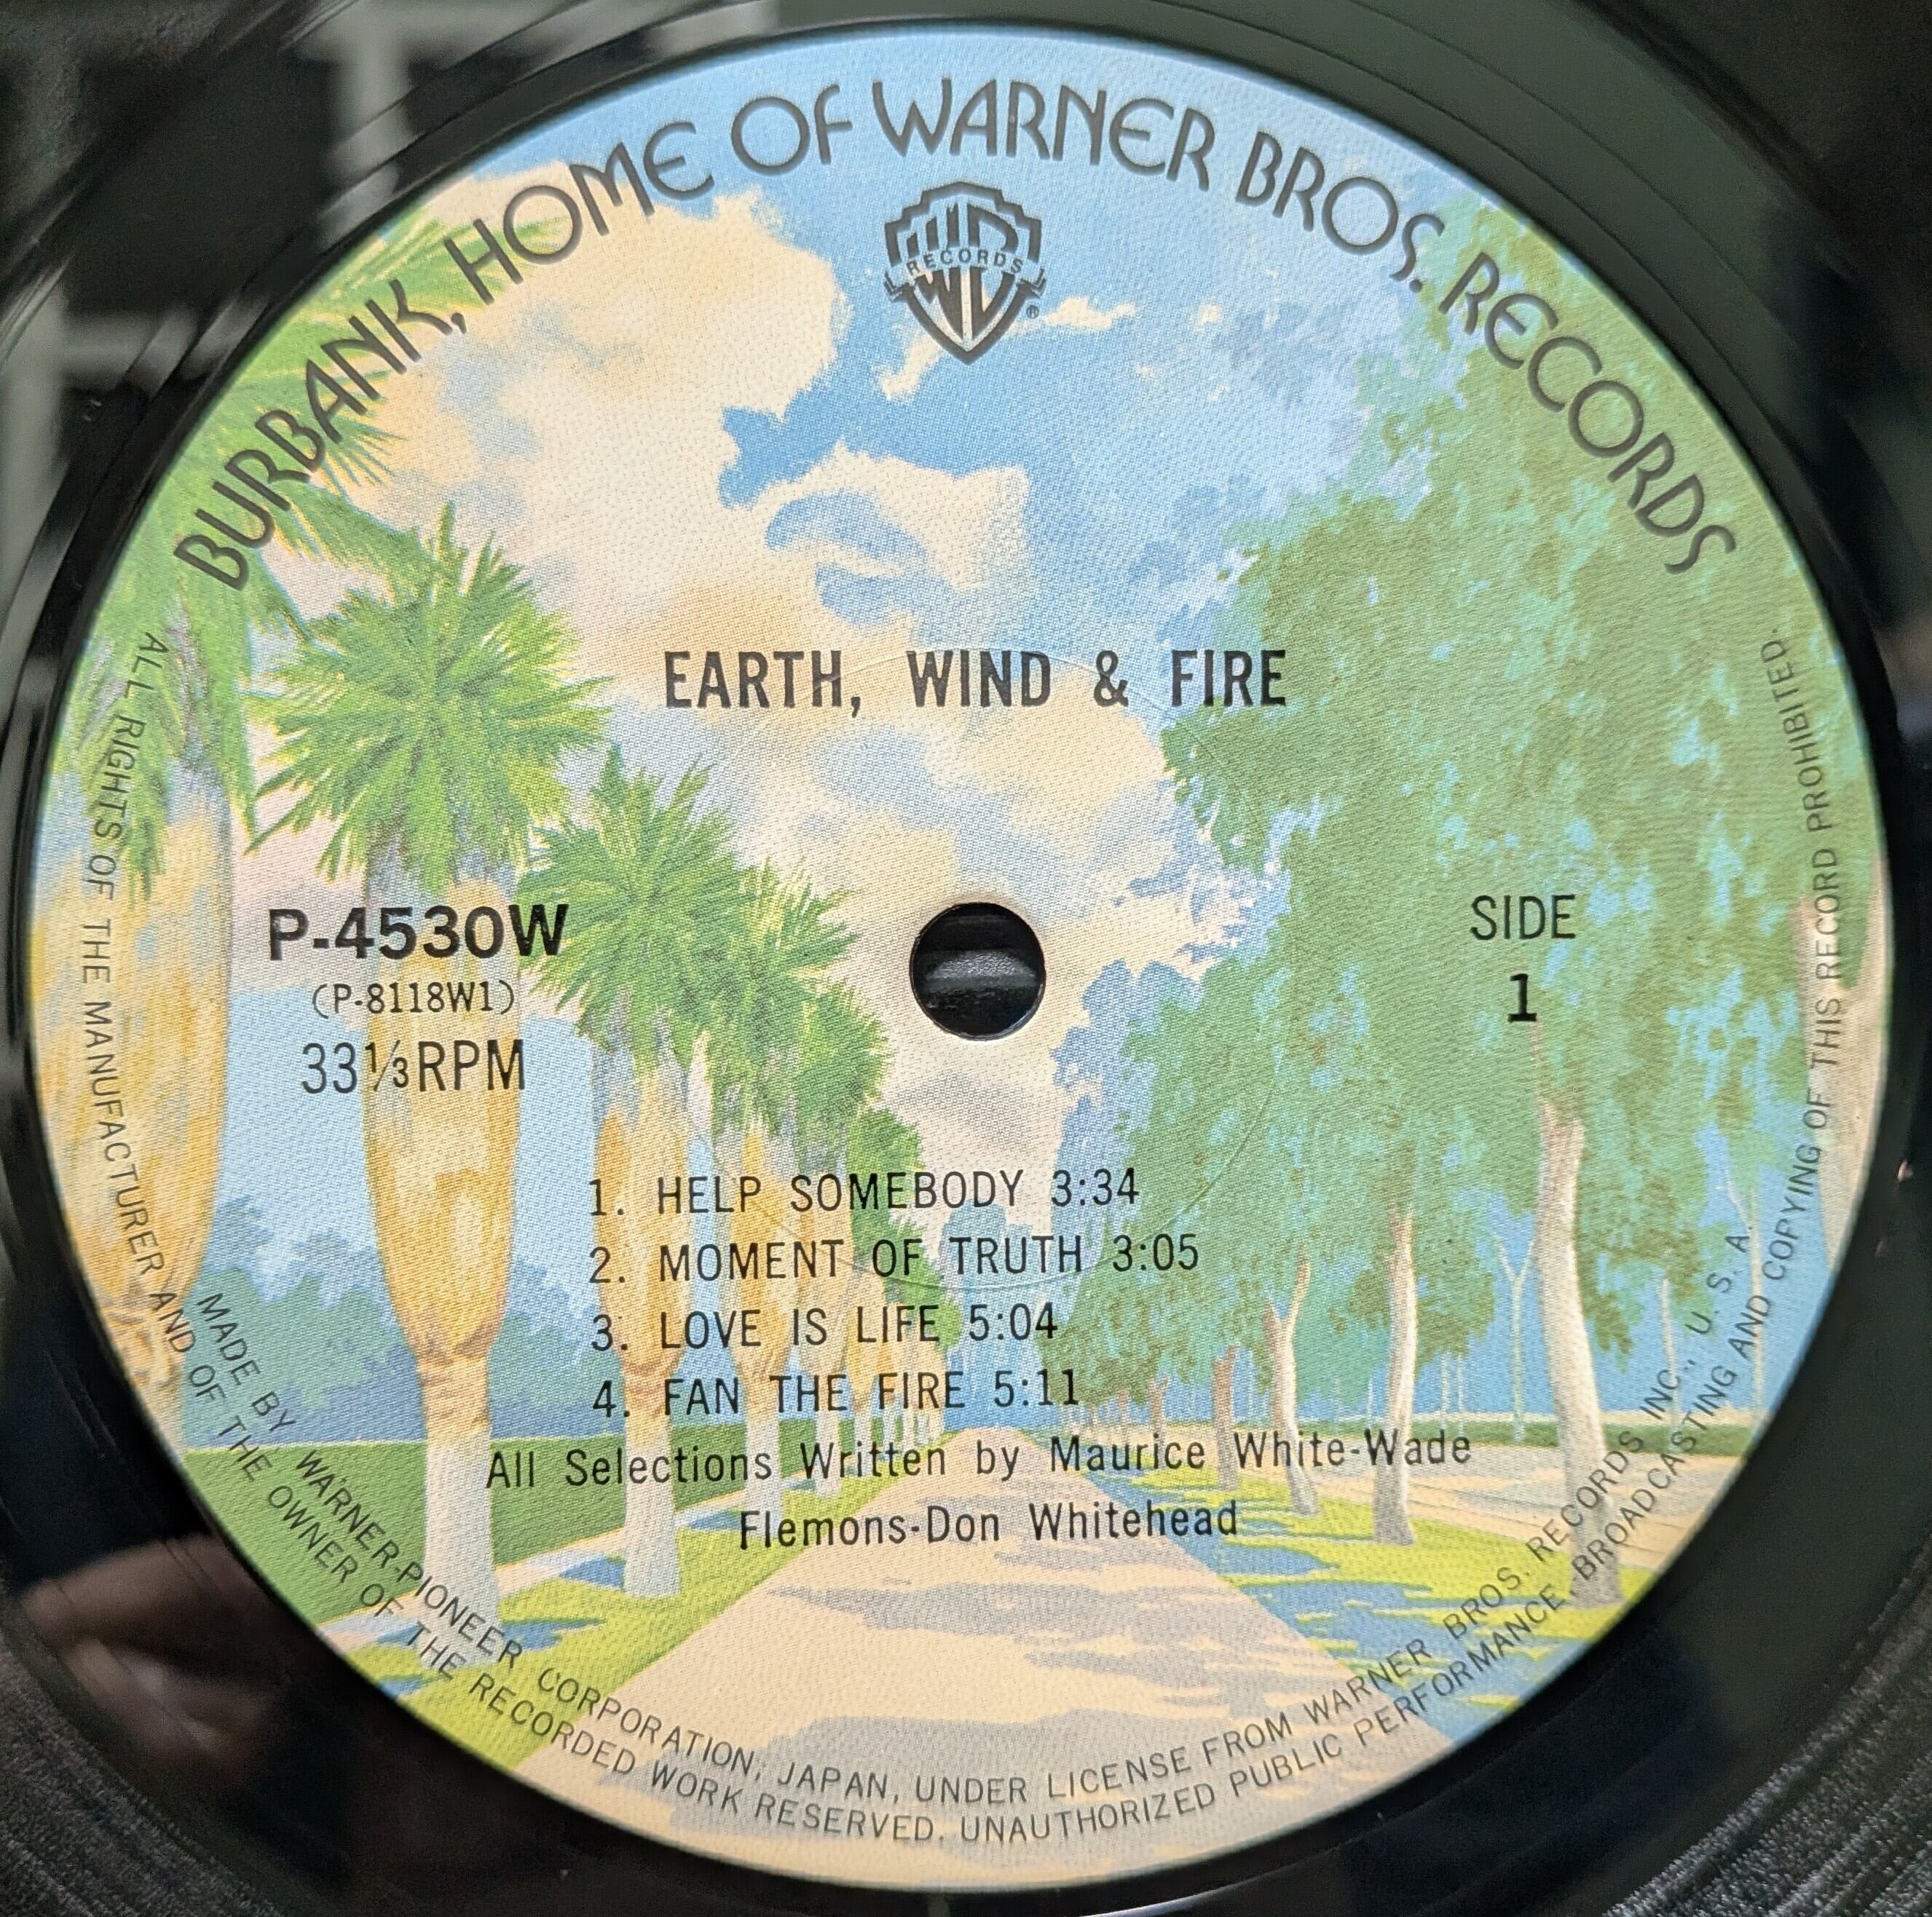 BURBANK, HOME OF WARNER BROS. RECORDS
WB
RECORDS
®
EARTH, WIND & FIRE
P-4530W
(P-8118W1)
33⅓RPM
SIDE
1
1. HELP SOMEBODY 3:34
2. MOMENT OF TRUTH 3:05
3. LOVE IS LIFE 5:04
4. FAN THE FIRE 5:11
All Selections Written by Maurice White-Wade
Flemons-Don Whitehead
MADE BY WARNER-PIONEER CORPORATION, JAPAN, UNDER LICENSE FROM WARNER BROS. RECORDS INC., U. S. A.
ALL RIGHTS OF THE MANUFACTURER AND OF THE OWNER OF THE RECORDED WORK RESERVED. UNAUTHORIZED PUBLIC PERFORMANCE, BROADCASTING AND COPYING OF THIS RECORD PROHIBITED.